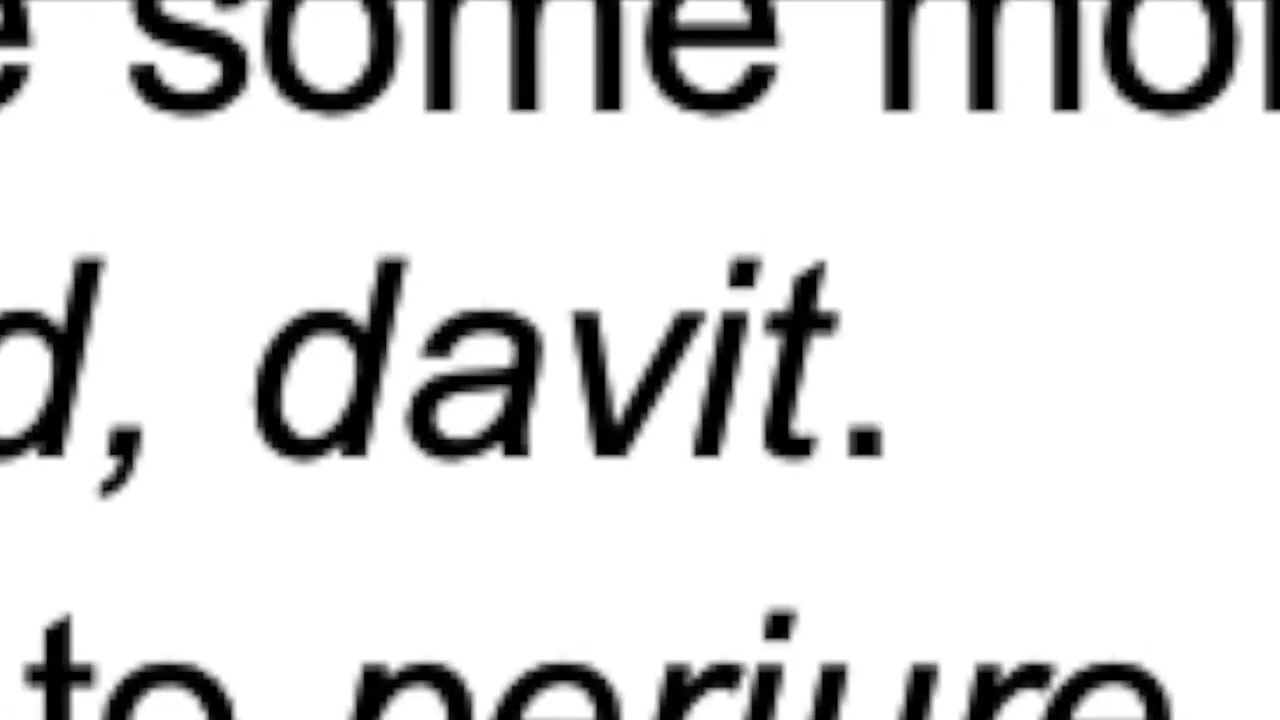 e some mor
d, davit.
to perjure